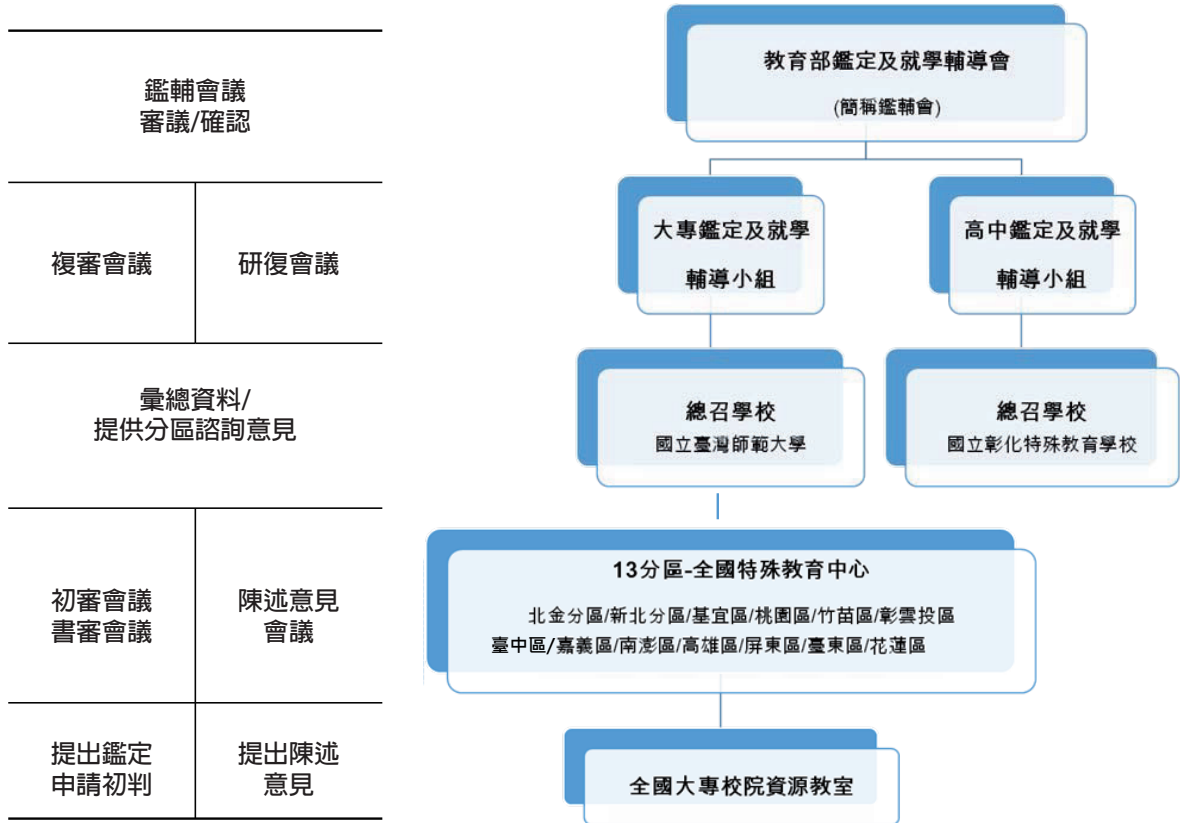 鑑輔會議
審議/確認
複審會議
研復會議
彙總資料/
提供分區諮詢意見
初審會議
書審會議
陳述意見
會議
提出鑑定
申請初判
提出陳述
意見
教育部鑑定及就學輔導會
(簡稱鑑輔會)
大專鑑定及就學
輔導小組
高中鑑定及就學
輔導小組
總召學校
國立臺灣師範大學
總召學校
國立彰化特殊教育學校
13分區-全國特殊教育中心
北金分區/新北分區/基宜區/桃園區/竹苗區/彰雲投區
臺中區/嘉義區/南澎區/高雄區/屏東區/臺東區/花蓮區
全國大專校院資源教室